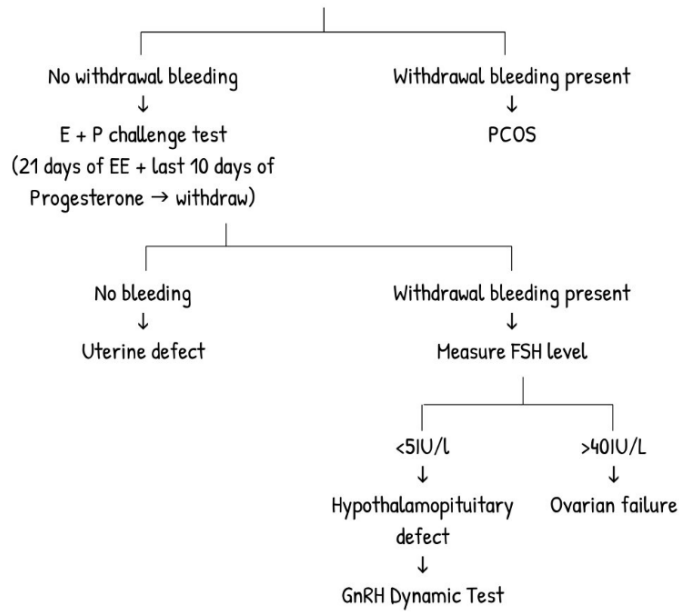 No withdrawal bleeding
Withdrawal bleeding present
↓
↓
E + P challenge test
PCOS
(21 days of EE + last 10 days of
Progesterone → withdraw)
No bleeding
Withdrawal bleeding present
↓
↓
Uterine defect
Measure FSH level
<5IU/l
>40IU/L
↓
↓
Hypothalamopituitary
Ovarian failure
defect
↓
GnRH Dynamic Test